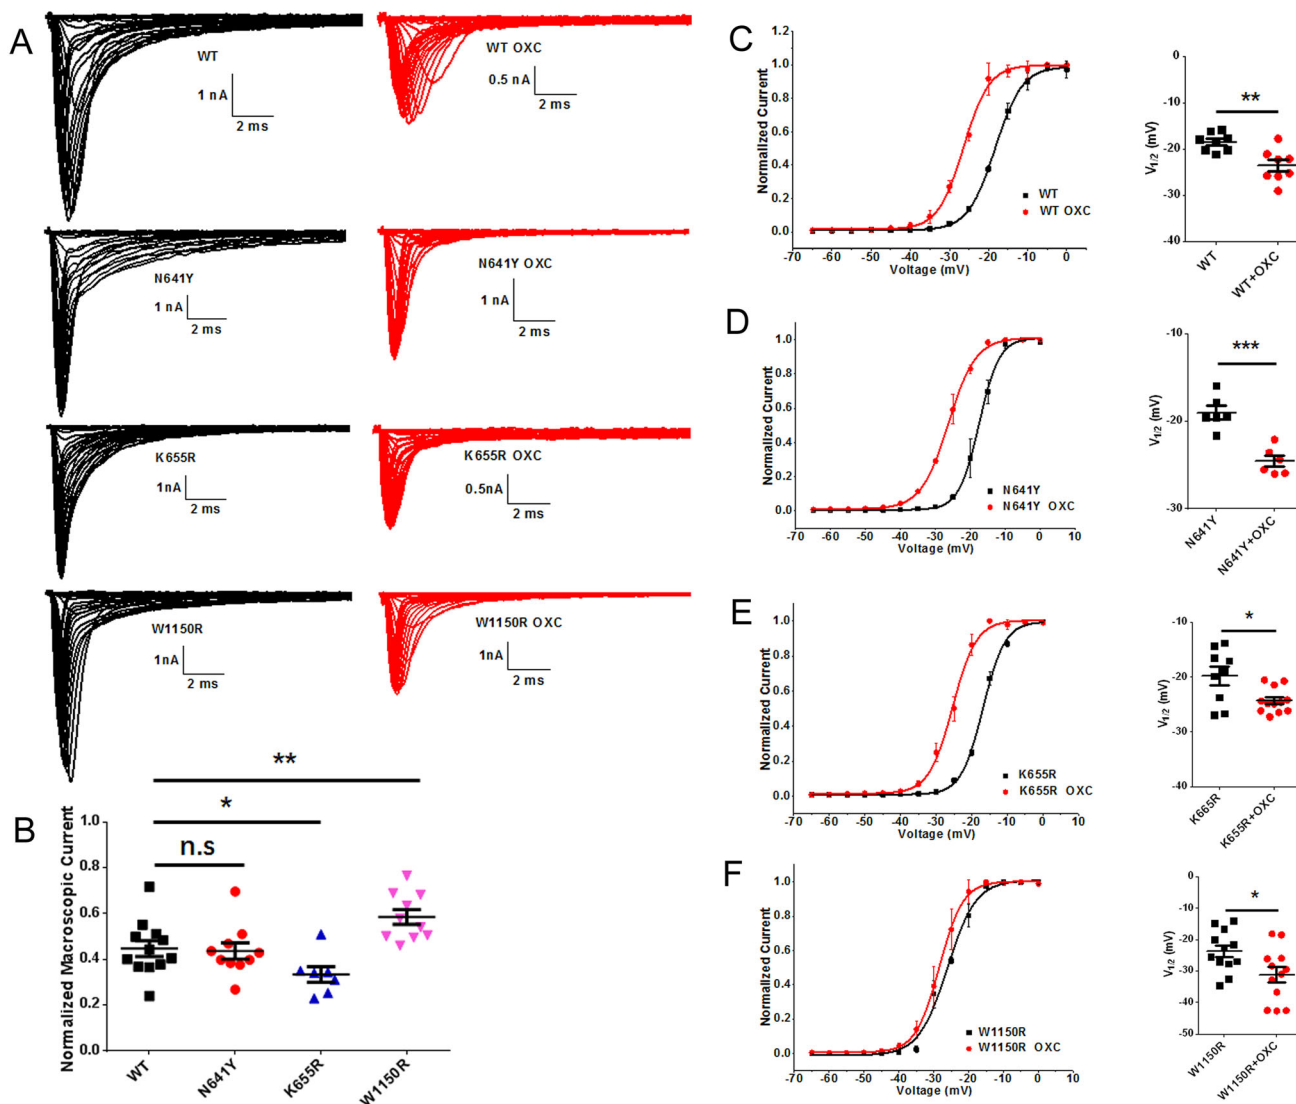 A
WT
1 nA
2 ms
WT OXC
0.5 nA
2 ms
N641Y
1 nA
2 ms
N641Y OXC
1 nA
2 ms
K655R
1nA
2 ms
K655R OXC
0.5nA
2 ms
W1150R
1nA
2 ms
W1150R OXC
1nA
2 ms
B
Normalized Macroscopic Current
1.0
0.8
0.6
0.4
0.2
0.0
**
*
n.s
WT
N641Y
K655R
W1150R
C
Normalized Current
1.2
1.0
0.8
0.6
0.4
0.2
0.0
WT
WT OXC
-70 -60 -50 -40 -30 -20 -10 0
Voltage (mV)
V1/2 (mV)
0
-10
-20
-30
-40
**
WT
WT+OXC
D
Normalized Current
1.0
0.8
0.6
0.4
0.2
0.0
N641Y
N641Y OXC
-70 -60 -50 -40 -30 -20 -10 0
Voltage (mV)
V1/2 (mV)
-10
-20
-30
***
N641Y
N641Y+OXC
E
Normalized Current
1.0
0.8
0.6
0.4
0.2
0.0
K655R
K655R OXC
-70 -60 -50 -40 -30 -20 -10 0
Voltage (mV)
V1/2 (mV)
-10
-20
-30
-40
*
K665R
K655R+OXC
F
Normalized Current
1.0
0.8
0.6
0.4
0.2
0.0
W1150R
W1150R OXC
-70 -60 -50 -40 -30 -20 -10 0
Voltage (mV)
V1/2 (mV)
0
-10
-20
-30
-40
-50
*
W1150R
W1150R+OXC